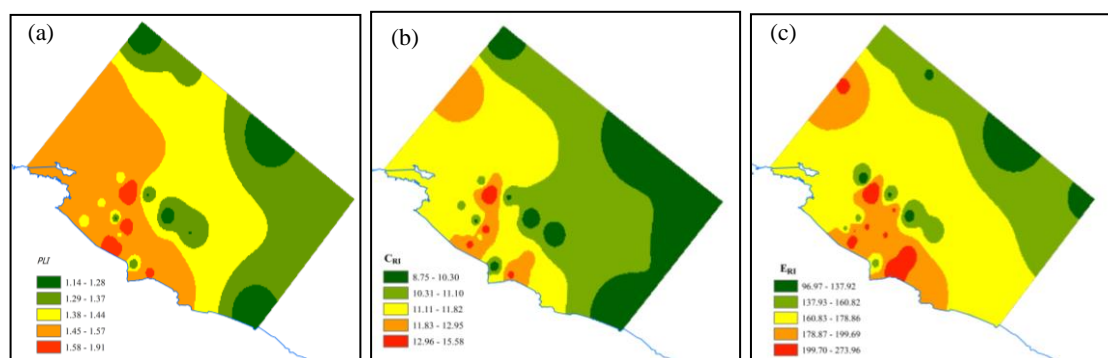 (a)
PLI
1.14 - 1.28
1.29 - 1.37
1.38 - 1.44
1.45 - 1.57
1.58 - 1.91
(b)
CRI
8.75 - 10.30
10.31 - 11.10
11.11 - 11.82
11.83 - 12.95
12.96 - 15.58
(c)
ERI
96.97 - 137.92
137.93 - 160.82
160.83 - 178.86
178.87 - 199.69
199.70 - 273.96